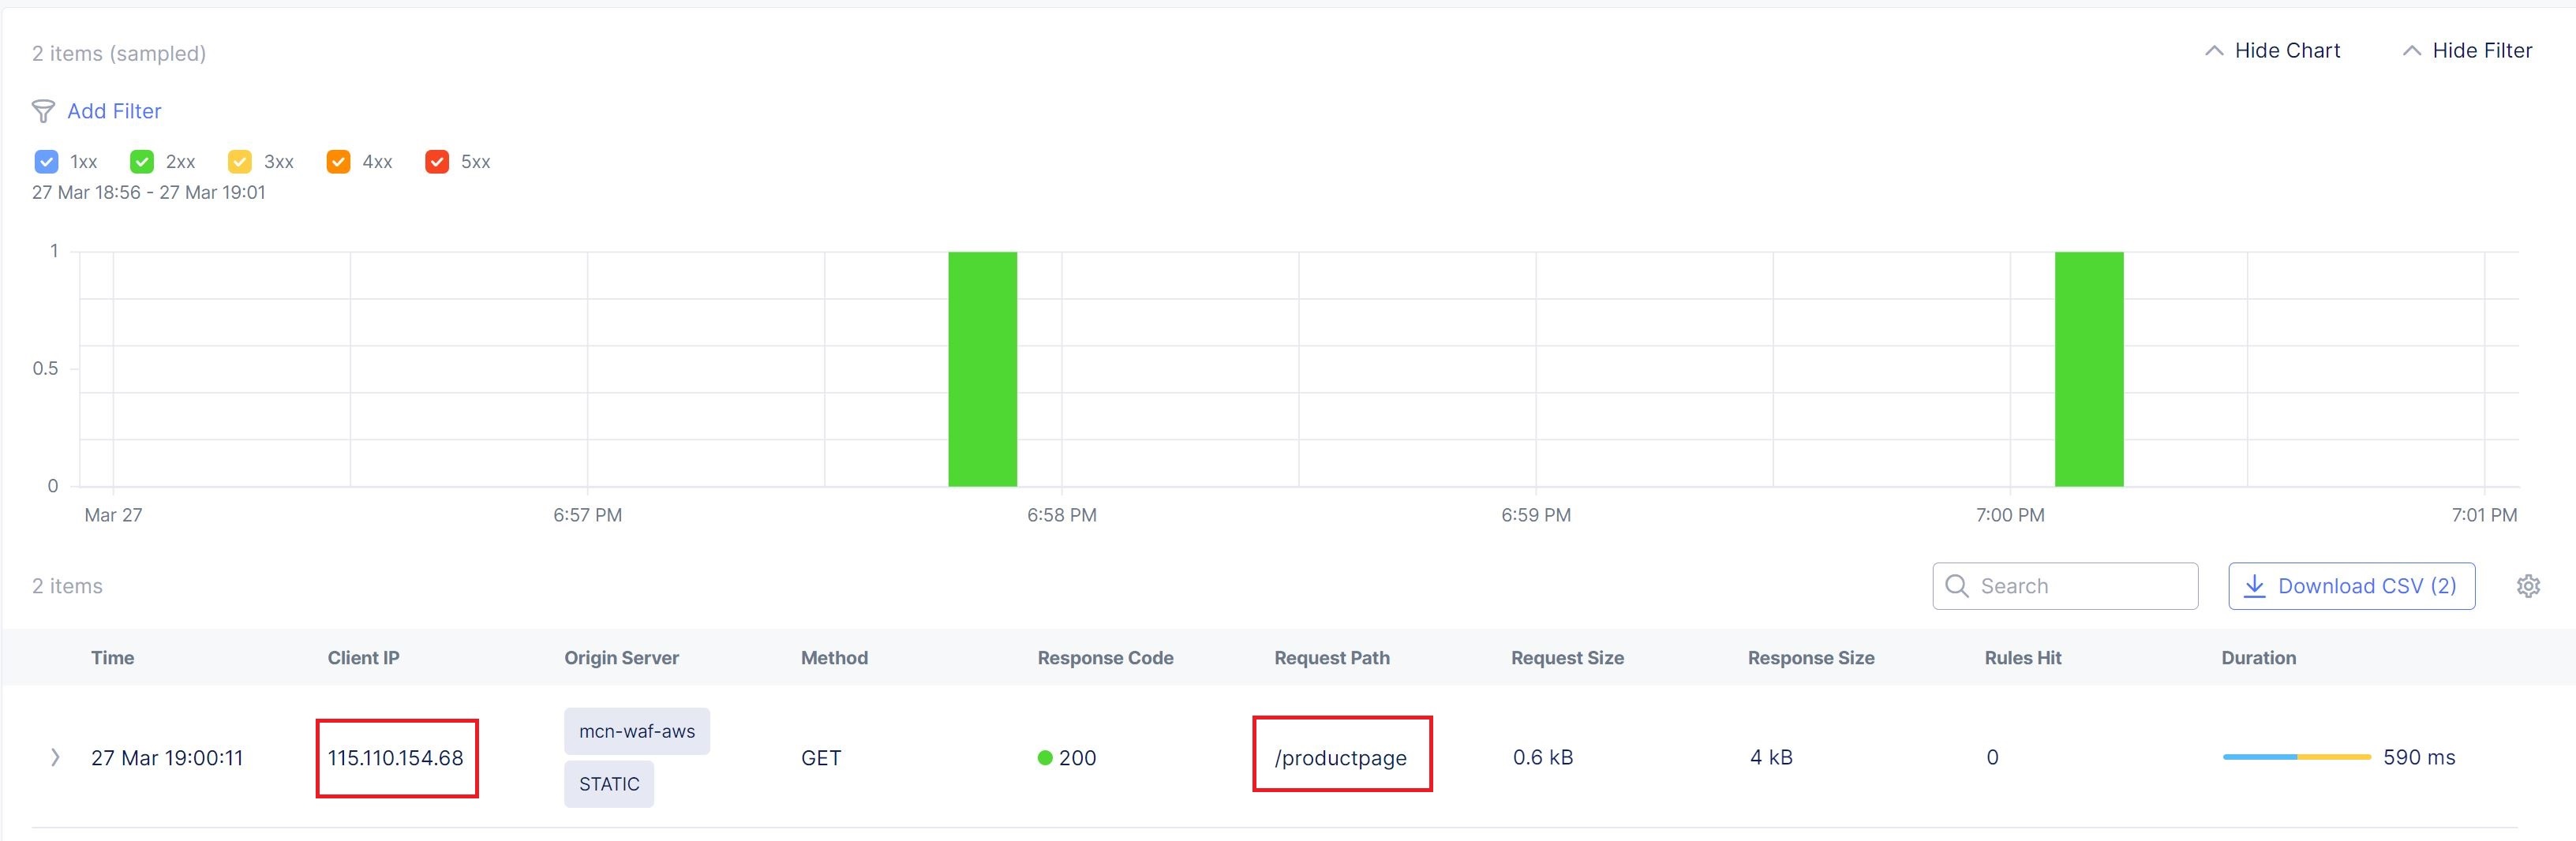 2 items (sampled)
Hide Chart Hide Filter
Add Filter
1xx 2xx 3xx 4xx 5xx
27 Mar 18:56 - 27 Mar 19:01
1
0.5
0
Mar 27 6:57 PM 6:58 PM 6:59 PM 7:00 PM 7:01 PM
2 items Search Download CSV (2)
Time Client IP Origin Server Method Response Code Request Path Request Size Response Size Rules Hit Duration
27 Mar 19:00:11 115.110.154.68 mcn-waf-aws GET 200 /productpage 0.6 kB 4 kB 0 590 ms
STATIC